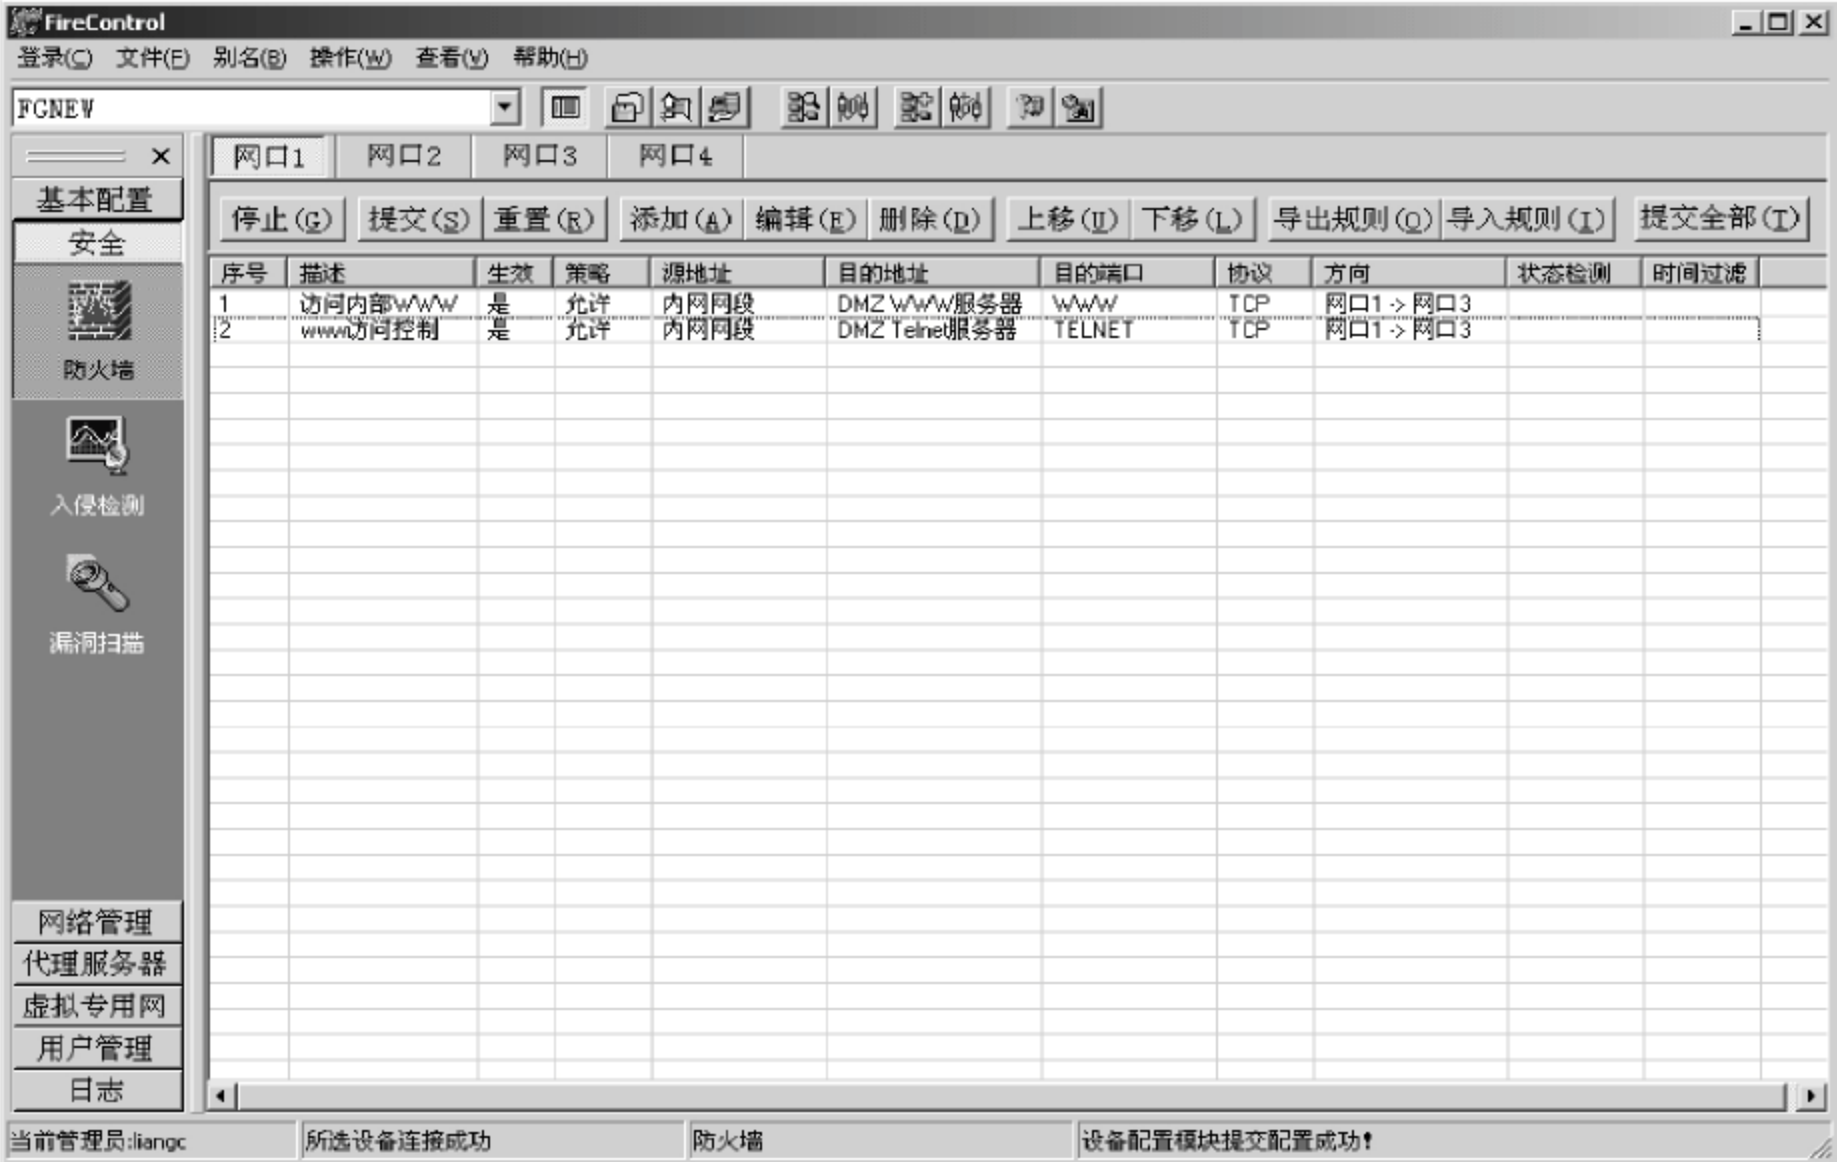 FireControl
登录(C) 文件(F) 别名(B) 操作(W) 查看(V) 帮助(H)
FGNEW
网口1 网口2 网口3 网口4
基本配置
安全
防火墙
入侵检测
漏洞扫描
网络管理
代理服务器
虚拟专用网
用户管理
日志
停止(G) 提交(S) 重置(R) 添加(A) 编辑(E) 删除(D) 上移(U) 下移(L) 导出规则(O) 导入规则(I) 提交全部(T)
序号 描述 生效 策略 源地址 目的地址 目的端口 协议 方向 状态检测 时间过滤
1 访问内部WWW 是 允许 内网网段 DMZ WWW服务器 WWW TCP 网口1 -> 网口3
2 www访问控制 是 允许 内网网段 DMZ Telnet服务器 TELNET TCP 网口1 -> 网口3
当前管理员:liangc 所选设备连接成功 防火墙 设备配置模块提交配置成功!